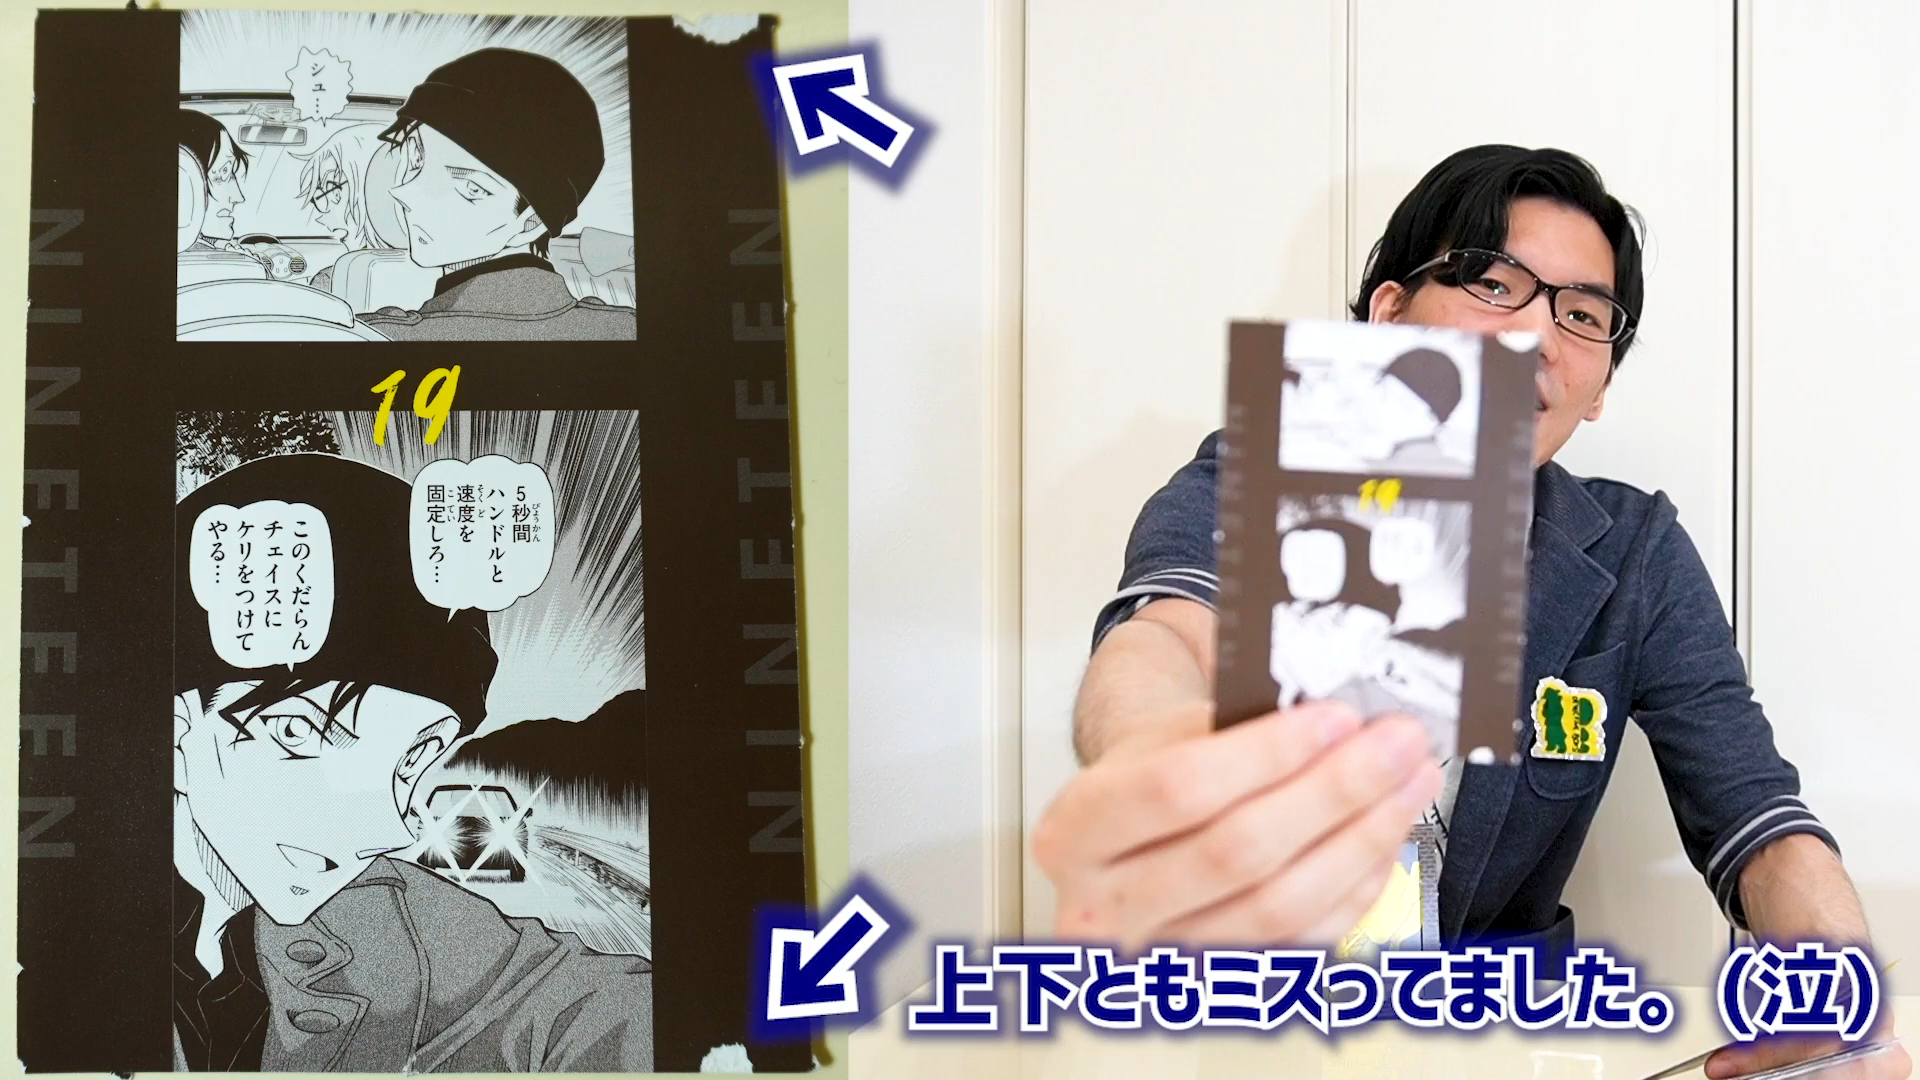 シュ…
NINETEEN
NINETEEN
19
5秒間
ハンドルと
速度を
固定しろ…
このくだらん
チェイスに
ケリをつけて
やる…
上下ともミスってました。(泣)
19